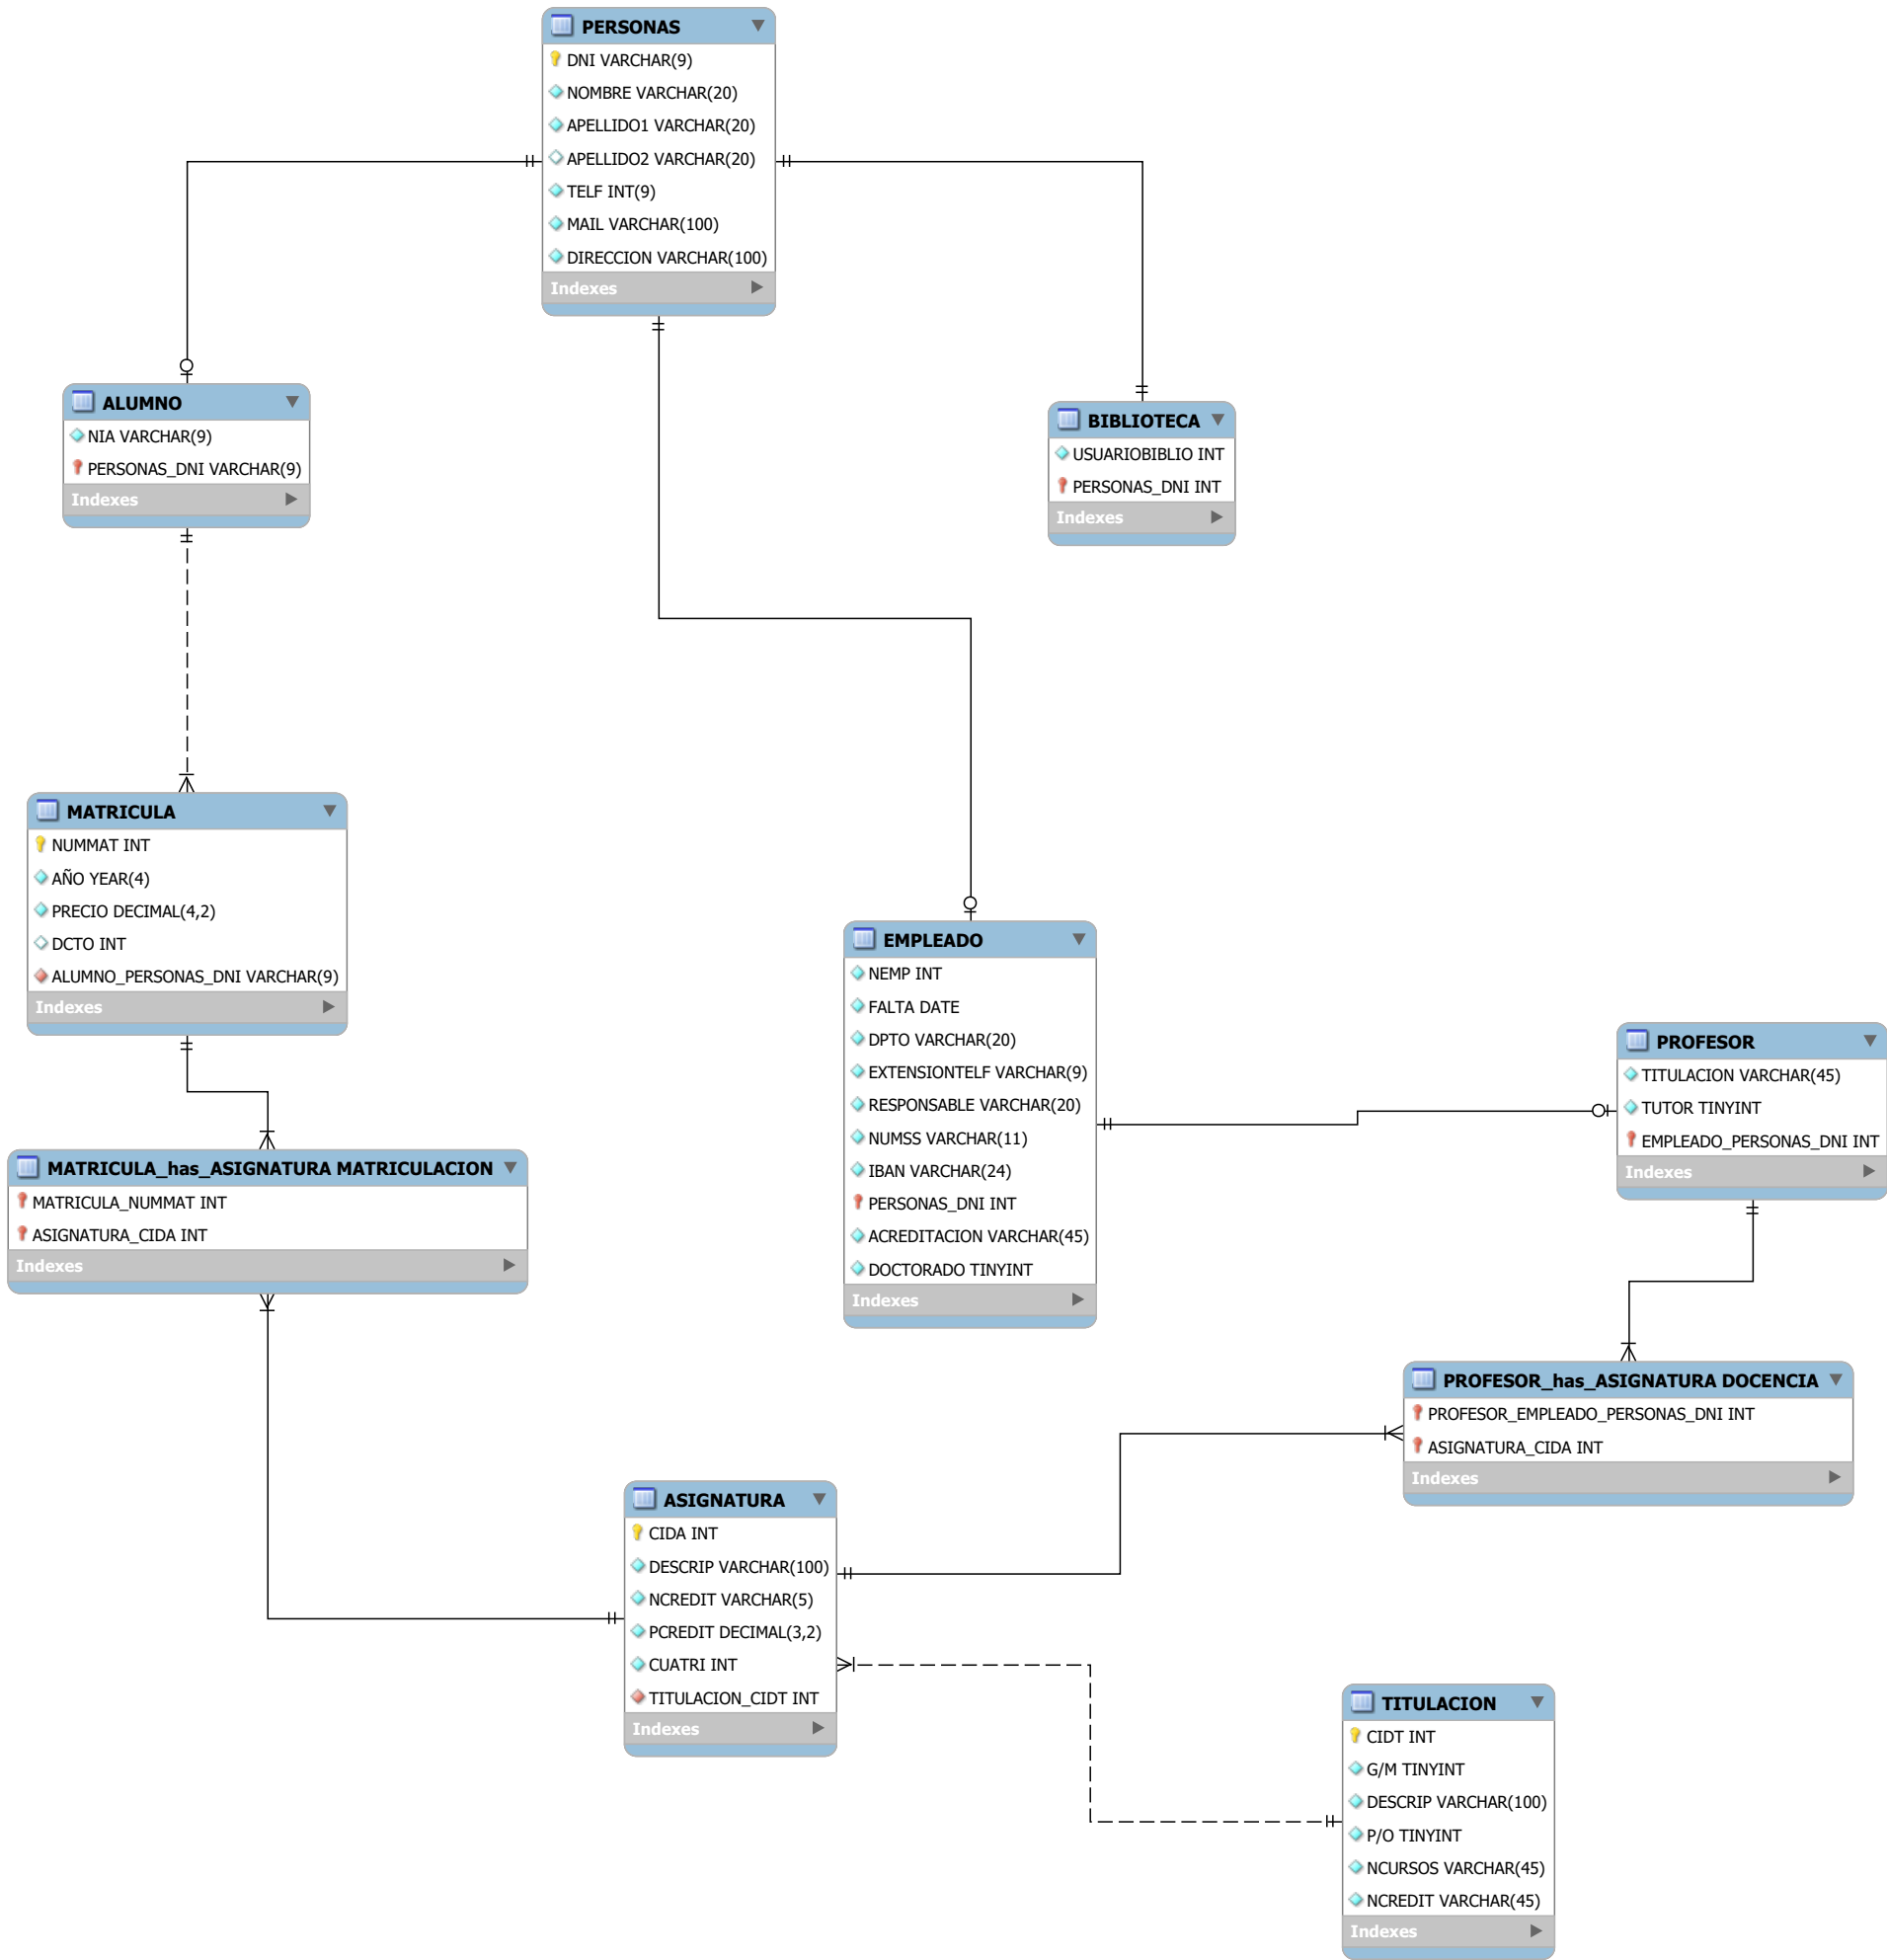 PERSONAS
DNI VARCHAR(9)
NOMBRE VARCHAR(20)
APELLIDO1 VARCHAR(20)
APELLIDO2 VARCHAR(20)
TELF INT(9)
MAIL VARCHAR(100)
DIRECCION VARCHAR(100)
Indexes
ALUMNO
NIA VARCHAR(9)
PERSONAS_DNI VARCHAR(9)
Indexes
BIBLIOTECA
USUARIOBIBLIO INT
PERSONAS_DNI INT
Indexes
MATRICULA
NUMMAT INT
AÑO YEAR(4)
PRECIO DECIMAL(4,2)
DCTO INT
ALUMNO_PERSONAS_DNI VARCHAR(9)
Indexes
EMPLEADO
NEMP INT
FALTA DATE
DPTO VARCHAR(20)
EXTENSIONTELF VARCHAR(9)
RESPONSABLE VARCHAR(20)
NUMSS VARCHAR(11)
IBAN VARCHAR(24)
PERSONAS_DNI INT
ACREDITACION VARCHAR(45)
DOCTORADO TINYINT
Indexes
PROFESOR
TITULACION VARCHAR(45)
TUTOR TINYINT
EMPLEADO_PERSONAS_DNI INT
Indexes
MATRICULA_has_ASIGNATURA MATRICULACION
MATRICULA_NUMMAT INT
ASIGNATURA_CIDA INT
Indexes
PROFESOR_has_ASIGNATURA DOCENCIA
PROFESOR_EMPLEADO_PERSONAS_DNI INT
ASIGNATURA_CIDA INT
Indexes
ASIGNATURA
CIDA INT
DESCRIP VARCHAR(100)
NCREDIT VARCHAR(5)
PCREDIT DECIMAL(3,2)
CUATRI INT
TITULACION_CIDT INT
Indexes
TITULACION
CIDT INT
G/M TINYINT
DESCRIP VARCHAR(100)
P/O TINYINT
NCURSOS VARCHAR(45)
NCREDIT VARCHAR(45)
Indexes